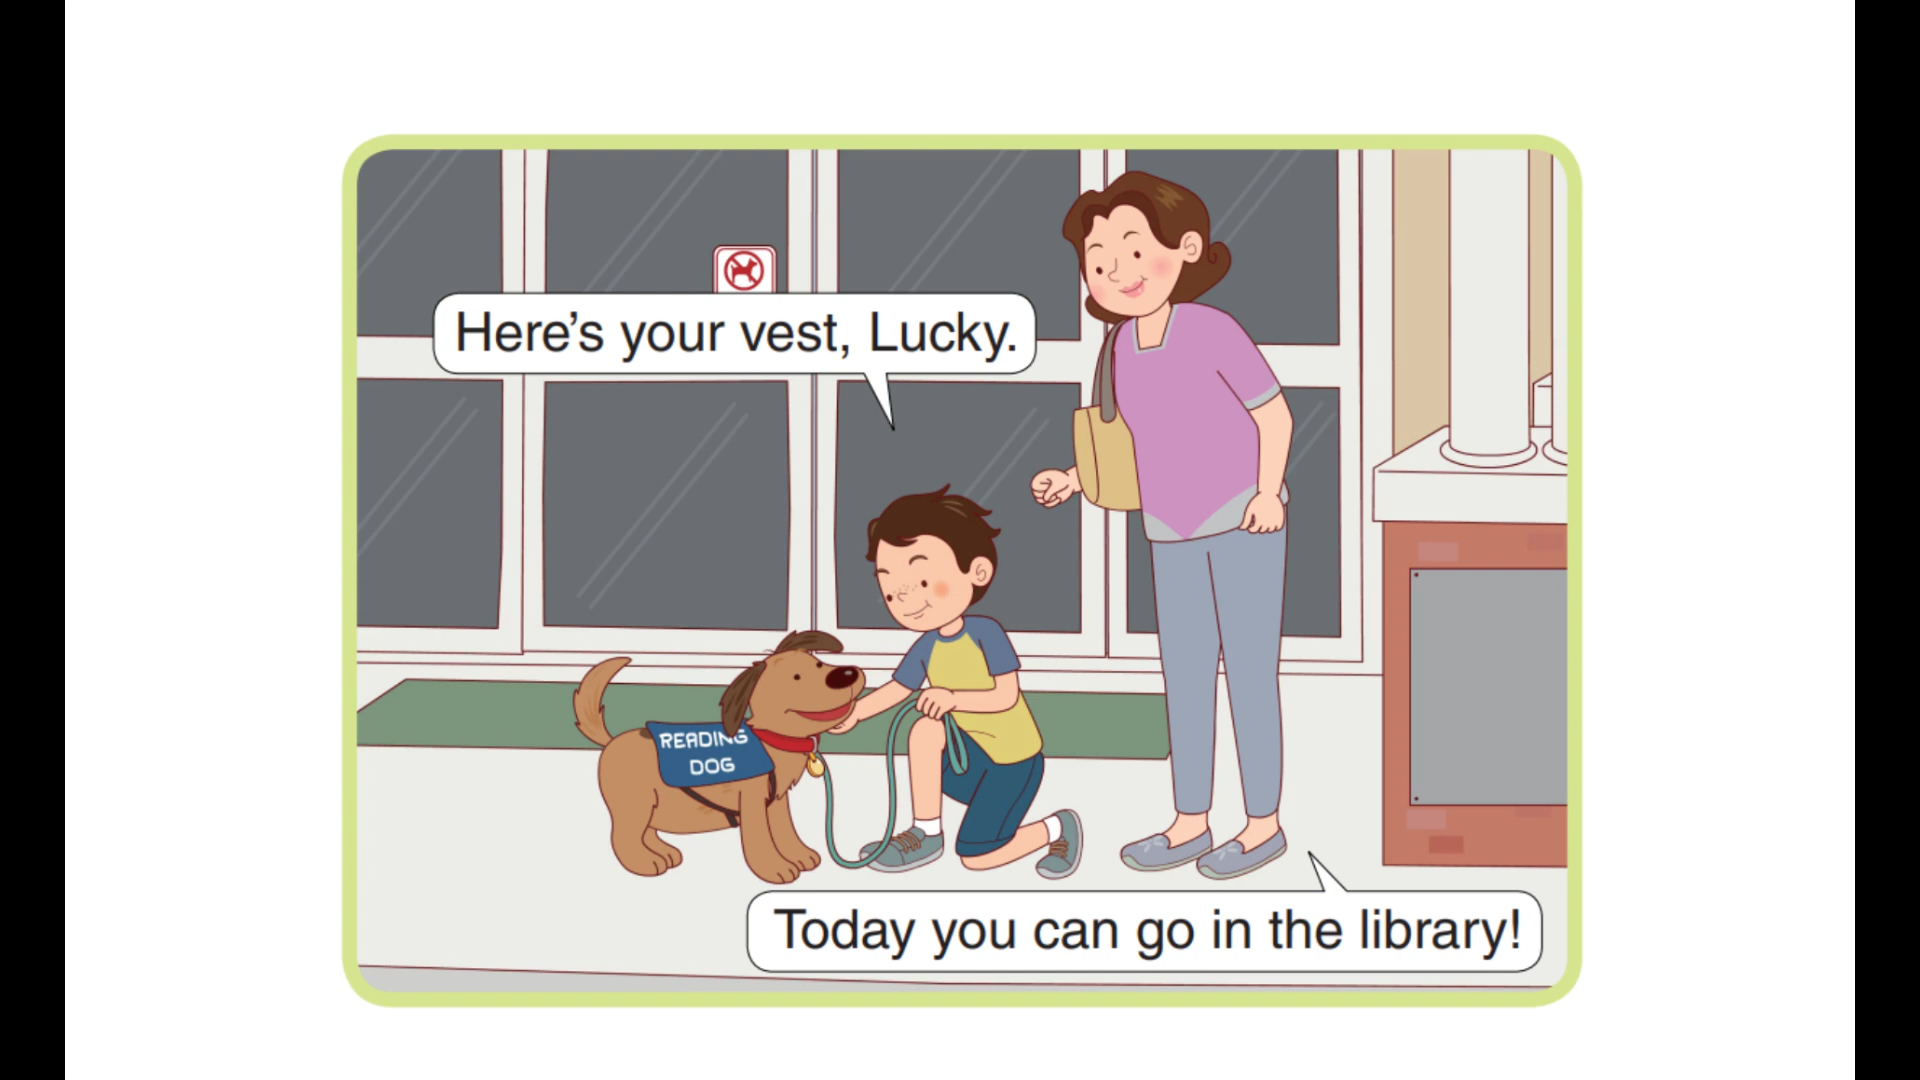 Here’s your vest, Lucky.
READING
DOG
Today you can go in the library!